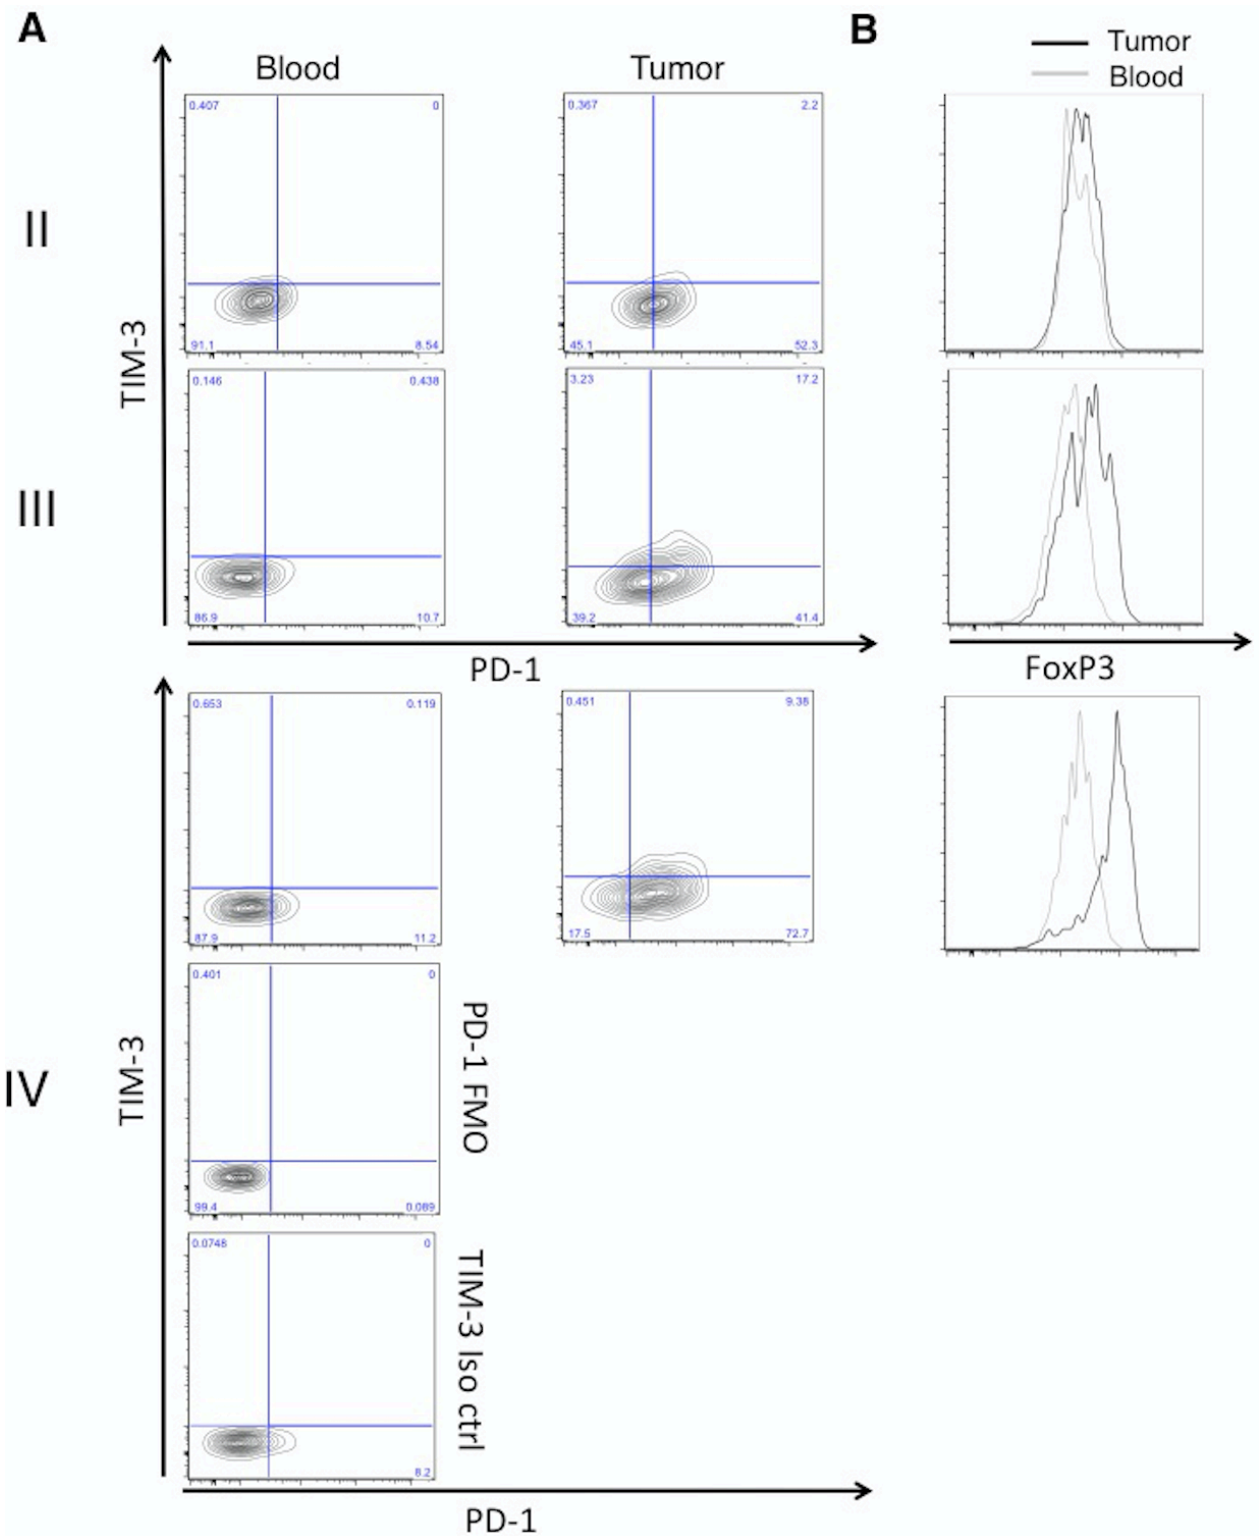 A
B
Tumor
Blood
Blood
Tumor
II
0.407
0
91.1
8.54
0.367
2.2
45.1
52.3
TIM-3
III
0.146
0.438
86.9
10.7
3.23
17.2
39.2
41.4
PD-1
FoxP3
IV
TIM-3
0.653
0.119
87.9
11.2
0.451
9.38
17.5
72.7
0.401
0
99.4
0.089
PD-1 FMO
0.0748
0
8.2
TIM-3 Iso ctrl
PD-1